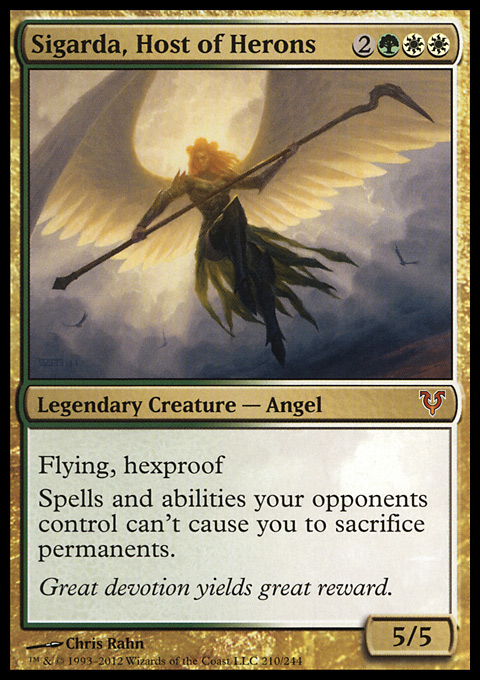 Sigarda, Host of Herons 2
Legendary Creature — Angel
Flying, hexproof
Spells and abilities your opponents
control can't cause you to sacrifice
permanents.
Great devotion yields great reward.
5/5
Chris Rahn
™ & © 1993–2012 Wizards of the Coast LLC 210/244